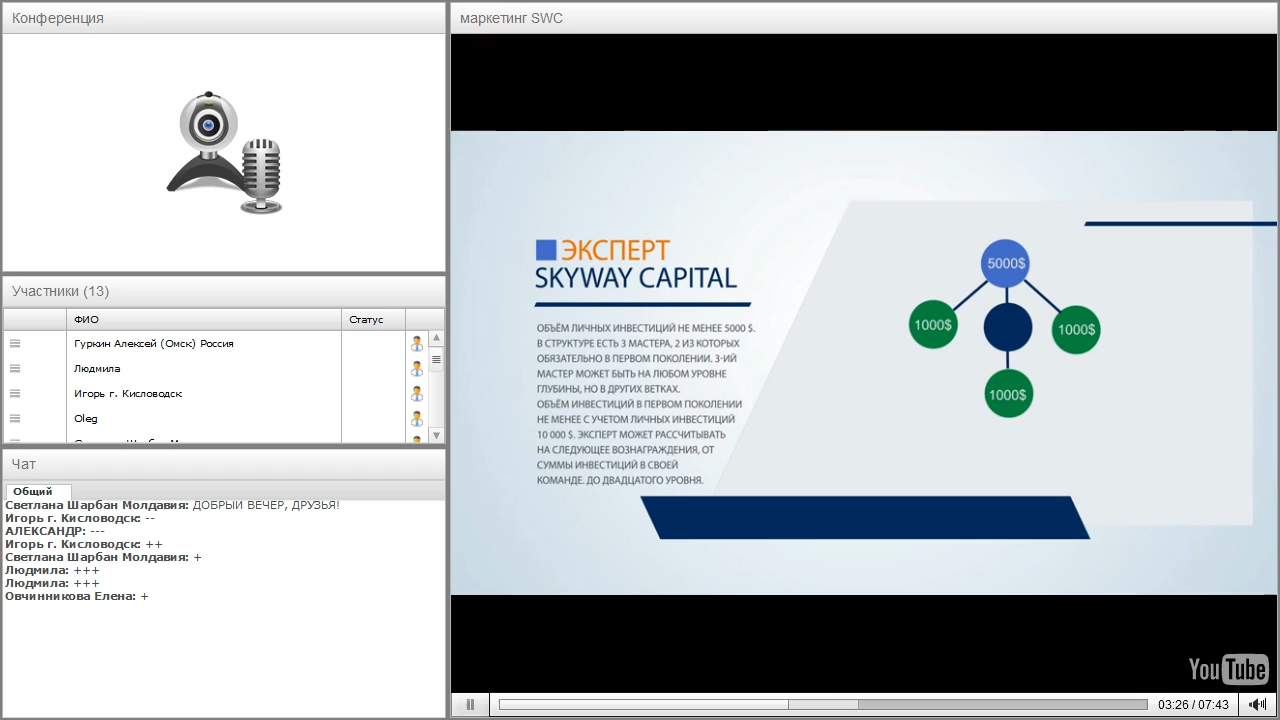 Конференция
Участники (13)
ФИО
Статус
Гуркин Алексей (Омск) Россия
Людмила
Игорь г. Кисловодск
Oleg
Чат
Общий
Светлана Шарбан Молдавия: ДОБРЫЙ ВЕЧЕР, ДРУЗЬЯ!
Игорь г. Кисловодск: --
АЛЕКСАНДР: ---
Игорь г. Кисловодск: ++
Светлана Шарбан Молдавия: +
Людмила: +++
Людмила: +++
Овчинникова Елена: +
маркетинг SWC
ЭКСПЕРТ
SKYWAY CAPITAL
ОБЪЁМ ЛИЧНЫХ ИНВЕСТИЦИЙ НЕ МЕНЕЕ 5000 $.
В СТРУКТУРЕ ЕСТЬ 3 МАСТЕРА, 2 ИЗ КОТОРЫХ
ОБЯЗАТЕЛЬНО В ПЕРВОМ ПОКОЛЕНИИ. 3-ИЙ
МАСТЕР МОЖЕТ БЫТЬ НА ЛЮБОМ УРОВНЕ
ГЛУБИНЫ, НО В ДРУГИХ ВЕТКАХ.
ОБЪЁМ ИНВЕСТИЦИЙ В ПЕРВОМ ПОКОЛЕНИИ
НЕ МЕНЕЕ С УЧЕТОМ ЛИЧНЫХ ИНВЕСТИЦИЙ
10 000 $. ЭКСПЕРТ МОЖЕТ РАССЧИТЫВАТЬ
НА СЛЕДУЮЩЕЕ ВОЗНАГРАЖДЕНИЯ, ОТ
СУММЫ ИНВЕСТИЦИЙ В СВОЕЙ
КОМАНДЕ. ДО ДВАДЦАТОГО УРОВНЯ.
5000$
1000$
1000$
1000$
YouTube
03:26 / 07:43